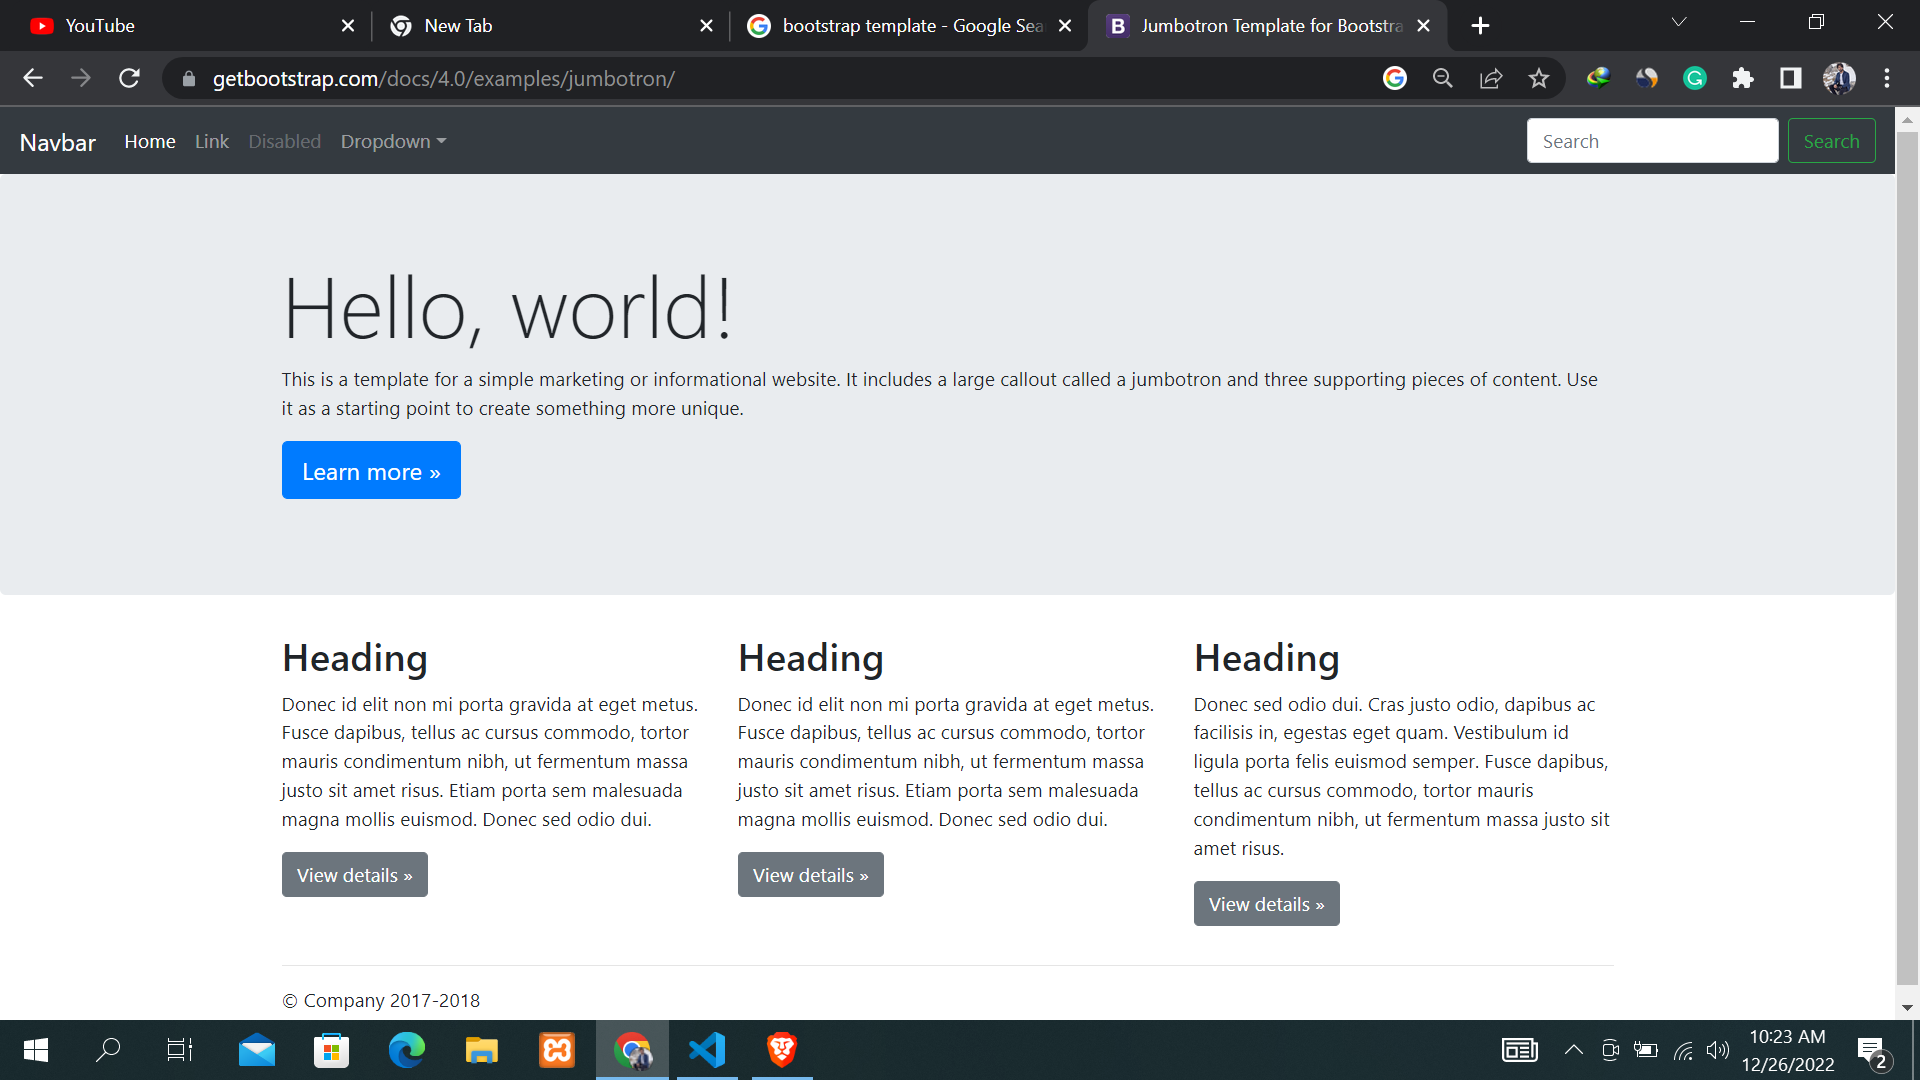 YouTube
New Tab
bootstrap template - Google Sea
Jumbotron Template for Bootstra
getbootstrap.com/docs/4.0/examples/jumbotron/
Navbar Home Link Disabled Dropdown Search Search
Hello, world!
This is a template for a simple marketing or informational website. It includes a large callout called a jumbotron and three supporting pieces of content. Use
it as a starting point to create something more unique.
Learn more »
Heading
Donec id elit non mi porta gravida at eget metus.
Fusce dapibus, tellus ac cursus commodo, tortor
mauris condimentum nibh, ut fermentum massa
justo sit amet risus. Etiam porta sem malesuada
magna mollis euismod. Donec sed odio dui.
View details »
Heading
Donec id elit non mi porta gravida at eget metus.
Fusce dapibus, tellus ac cursus commodo, tortor
mauris condimentum nibh, ut fermentum massa
justo sit amet risus. Etiam porta sem malesuada
magna mollis euismod. Donec sed odio dui.
View details »
Heading
Donec sed odio dui. Cras justo odio, dapibus ac
facilisis in, egestas eget quam. Vestibulum id
ligula porta felis euismod semper. Fusce dapibus,
tellus ac cursus commodo, tortor mauris
condimentum nibh, ut fermentum massa justo sit
amet risus.
View details »
© Company 2017-2018
10:23 AM
12/26/2022
2